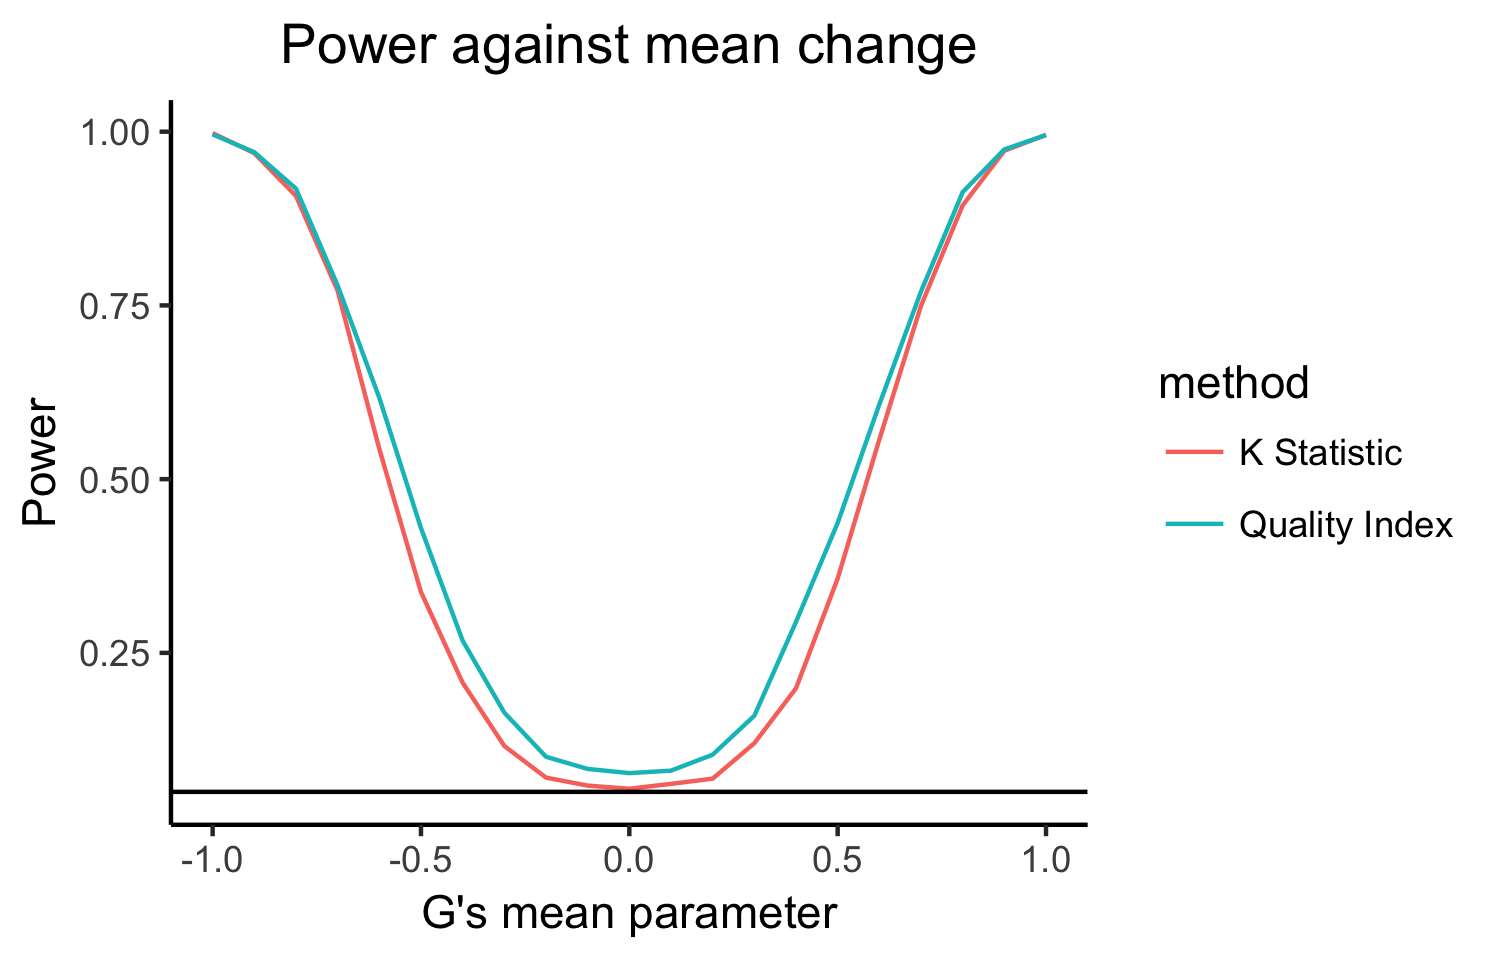 Power against mean change
1.00
0.75
0.50
0.25
Power
-1.0
-0.5
0.0
0.5
1.0
G's mean parameter
method
K Statistic
Quality Index